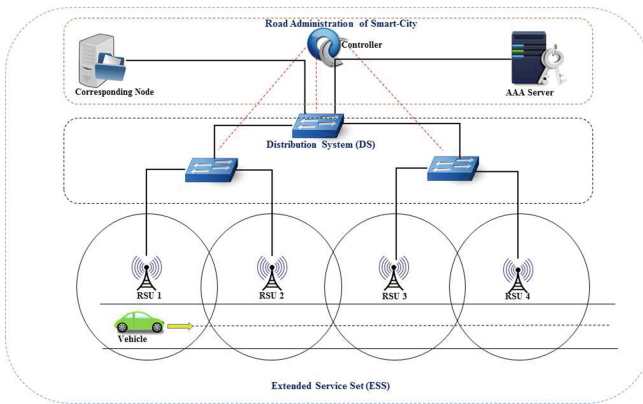 Road Administration of Smart-City
Controller
Corresponding Node
AAA Server
Distribution System (DS)
RSU 1
RSU 2
RSU 3
RSU 4
Vehicle
Extended Service Set (ESS)